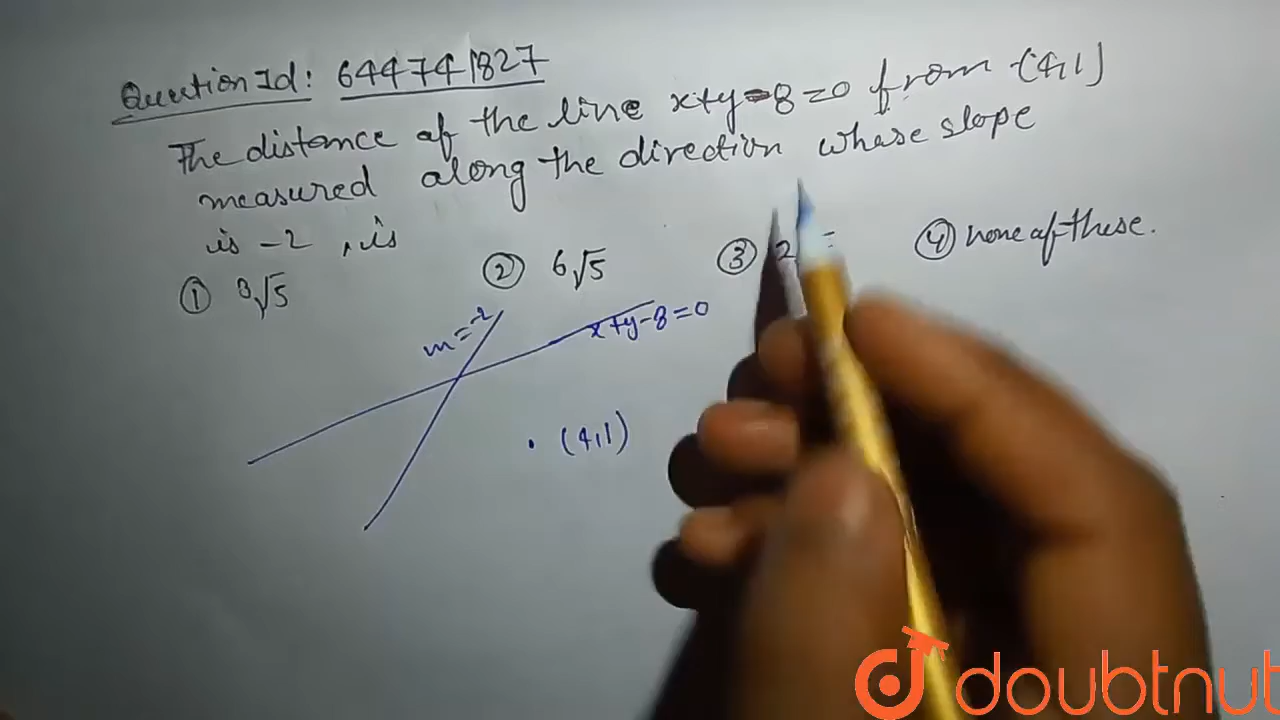 Question Id: 644741827
The distance of the line x+y-8=0 from (4,1)
measured along the direction whose slope
is -2, is
① 3√5 ② 6√5 ③ 2 ④ none of these.
m=-2 x+y-8=0
(4,1)
doubtnut